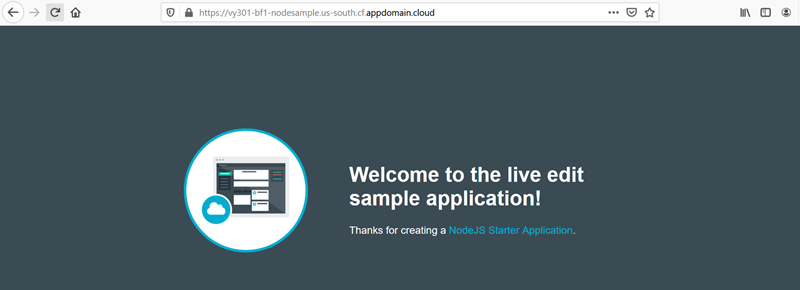 https://vy301-bf1-nodesample.us-south.cf.appdomain.cloud
Welcome to the live edit
sample application!
Thanks for creating a NodeJS Starter Application.